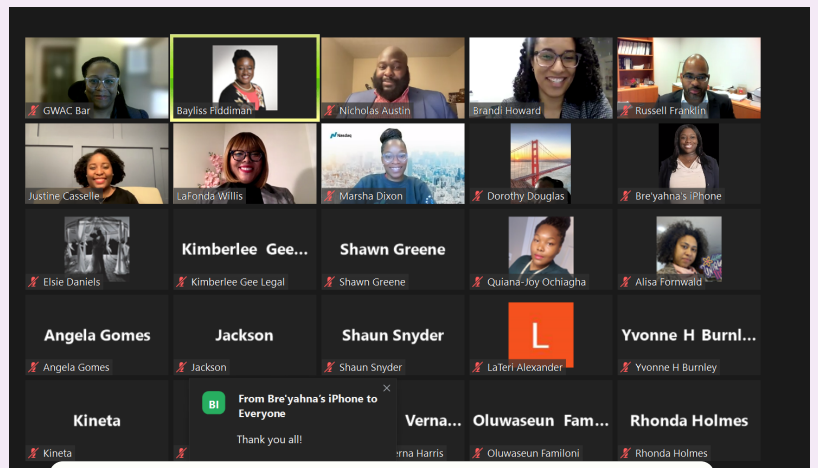 GWAC Bar
Bayliss Fiddiman
Nicholas Austin
Brandi Howard
Russell Franklin
Justine Casselle
LaFonda Willis
Nasdaq
Marsha Dixon
Dorothy Douglas
Bre'yahna's iPhone
Elsie Daniels
Kimberlee Gee...
Kimberlee Gee Legal
Shawn Greene
Shawn Greene
Quiana-Joy Ochiagha
Alisa Fornwald
Angela Gomes
Angela Gomes
Jackson
Jackson
Shaun Snyder
Shaun Snyder
L
LaTeri Alexander
Yvonne H Burnl...
Yvonne H Burnley
Kineta
Kineta
BI
From Bre'yahna's iPhone to
Everyone
Thank you all!
Verna...
erna Harris
Oluwaseun Fam...
Oluwaseun Familoni
Rhonda Holmes
Rhonda Holmes